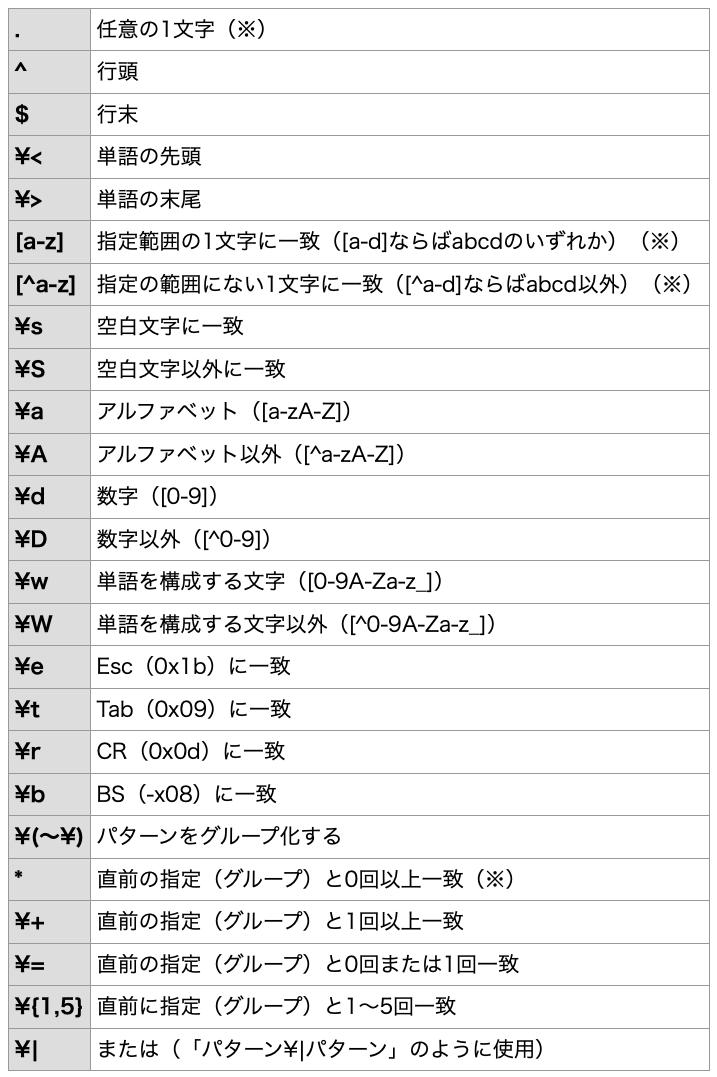 . 任意の1文字（※）
^ 行頭
$ 行末
¥< 単語の先頭
¥> 単語の末尾
[a-z] 指定範囲の1文字に一致（[a-d]ならばabcdのいずれか）（※）
[^a-z] 指定の範囲にない1文字に一致（[^a-d]ならばabcd以外）（※）
¥s 空白文字に一致
¥S 空白文字以外に一致
¥a アルファベット（[a-zA-Z]）
¥A アルファベット以外（[^a-zA-Z]）
¥d 数字（[0-9]）
¥D 数字以外（[^0-9]）
¥w 単語を構成する文字（[0-9A-Za-z_]）
¥W 単語を構成する文字以外（[^0-9A-Za-z_]）
¥e Esc（0x1b）に一致
¥t Tab（0x09）に一致
¥r CR（0x0d）に一致
¥b BS（-x08）に一致
¥(〜¥) パターンをグループ化する
* 直前の指定（グループ）と0回以上一致（※）
¥+ 直前の指定（グループ）と1回以上一致
¥= 直前の指定（グループ）と0回または1回一致
¥{1,5} 直前に指定（グループ）と1〜5回一致
¥| または（「パターン¥|パターン」のように使用）